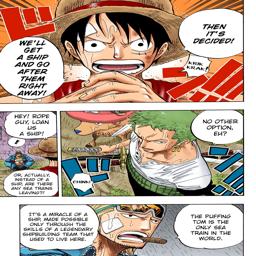 THEN
IT'S
DECIDED!
WE'LL
GET A
SHIP
AND GO
AFTER
THEM
RIGHT
AWAY!
KRAK
KRAK!
NO OTHER
OPTION,
EH?
HEY! ROPE
GUY, LOAN
US
A SHIP!
OR, ACTUALLY,
INSTEAD OF A
SHIP, ARE THERE
ANY SEA TRAINS
LEAVING?!
THE PUFFING
TOM IS THE
ONLY SEA
TRAIN IN THE
WORLD.
IT'S A MIRACLE OF A
SHIP, MADE POSSIBLE
ONLY THROUGH
THE SKILLS OF A LEGENDARY
SHIPBUILDING TEAM THAT
USED TO LIVE HERE.